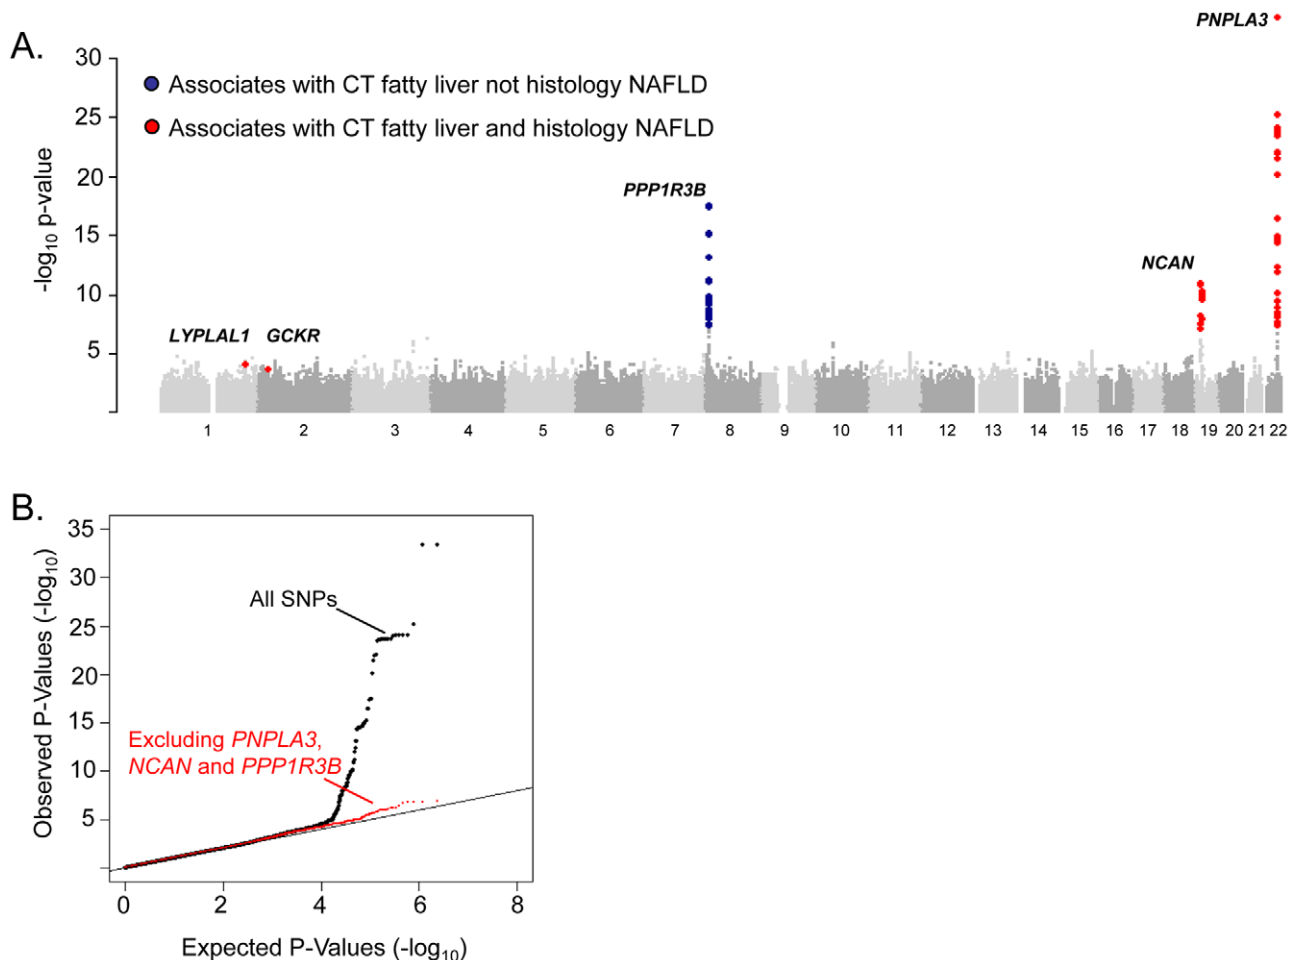 A.
PNPLA3
30
Associates with CT fatty liver not histology NAFLD
25
Associates with CT fatty liver and histology NAFLD
20
PPP1R3B
-log10 p-value
15
NCAN
10
LYPLAL1 GCKR
5
1 2 3 4 5 6 7 8 9 10 11 12 13 14 15 16 17 18 19 20 21 22
B.
35
30
All SNPs
25
20
Observed P-Values (-log10)
15
Excluding PNPLA3,
NCAN and PPP1R3B
10
5
0 2 4 6 8
Expected P-Values (-log10)